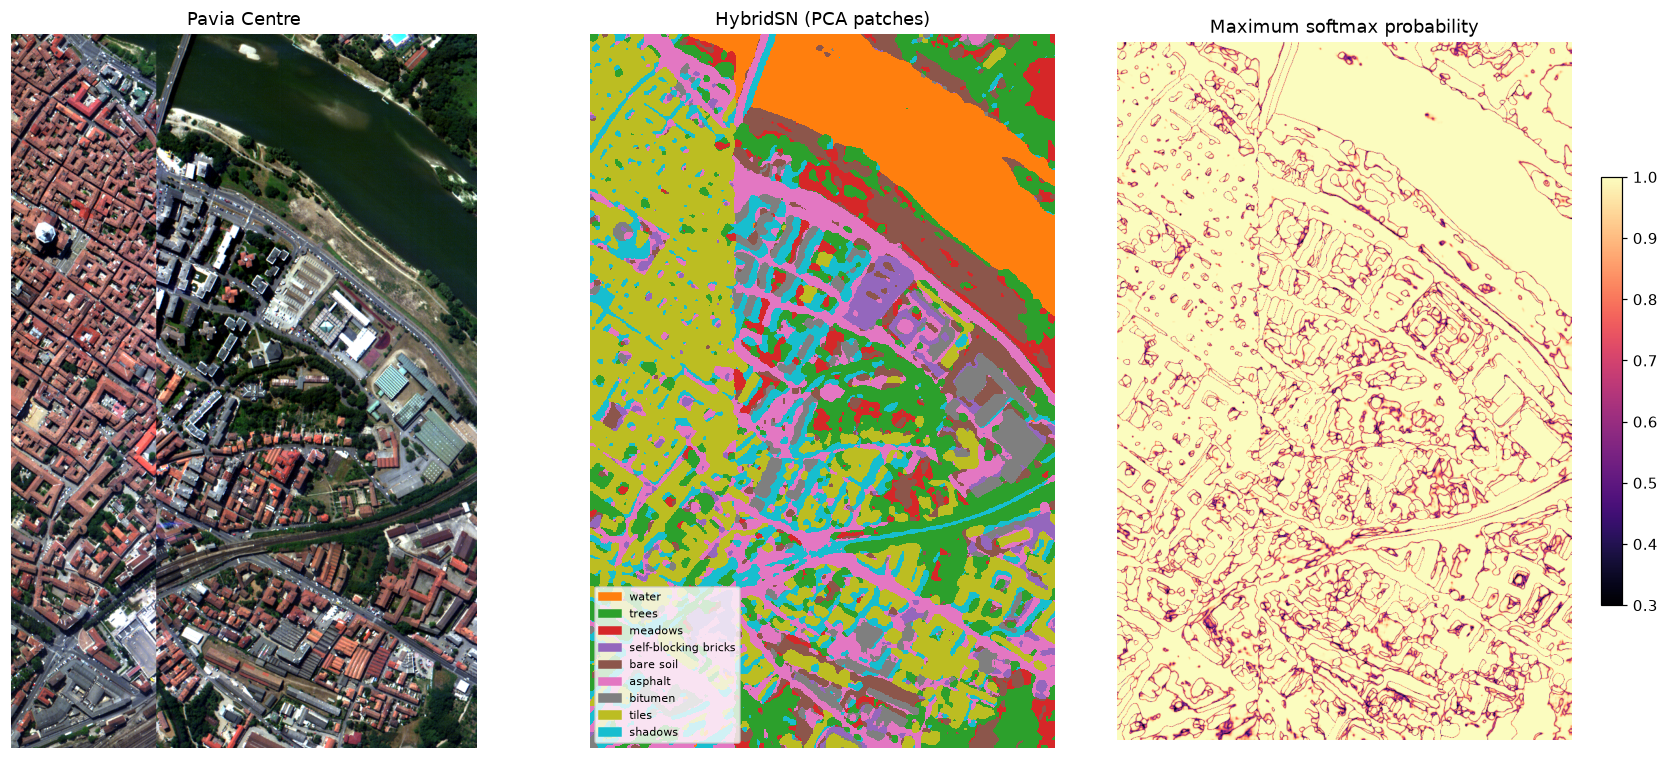 Pavia Centre
HybridSN (PCA patches)
Maximum softmax probability
water
trees
meadows
self-blocking bricks
bare soil
asphalt
bitumen
tiles
shadows
1.0
0.9
0.8
0.7
0.6
0.5
0.4
0.3